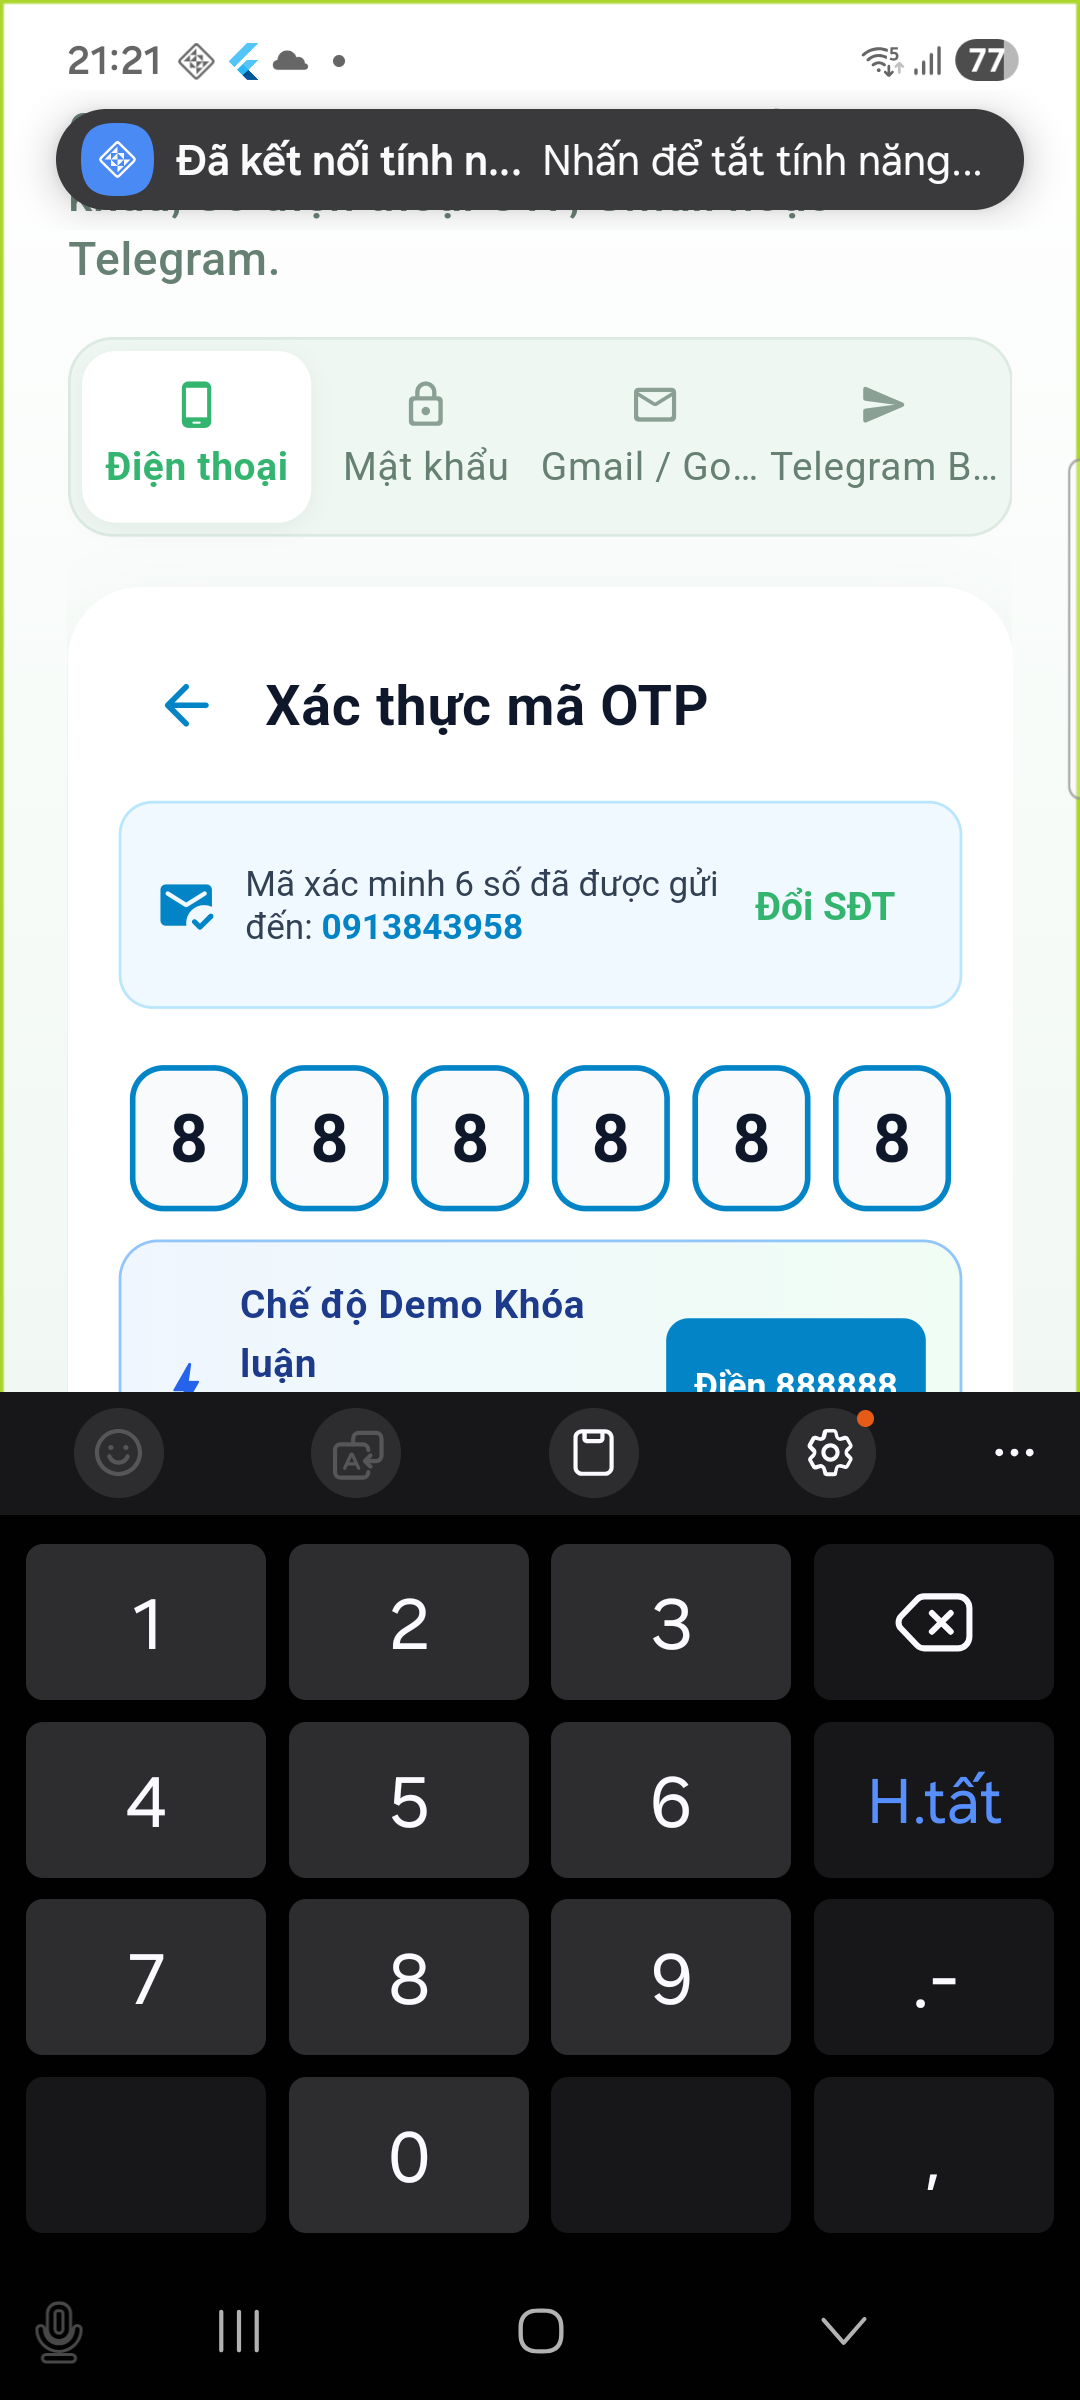 21:21
5
77
Đã kết nối tính n... Nhấn để tắt tính năng...
Telegram.
Điện thoại
Mật khẩu
Gmail / Go...
Telegram B...
Xác thực mã OTP
Mã xác minh 6 số đã được gửi
đến: 0913843958
Đổi SĐT
8 8 8 8 8 8
Chế độ Demo Khóa
luận
Điền 888888
1 2 3
4 5 6 H.tất
7 8 9 .-
0 ,